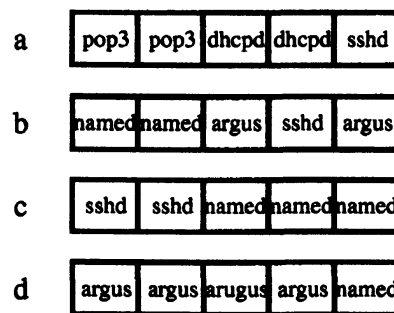 a pop3 pop3 dhcpd dhcpd sshd
b named named argus sshd argus
c sshd sshd named named named
d argus argus arugus argus named